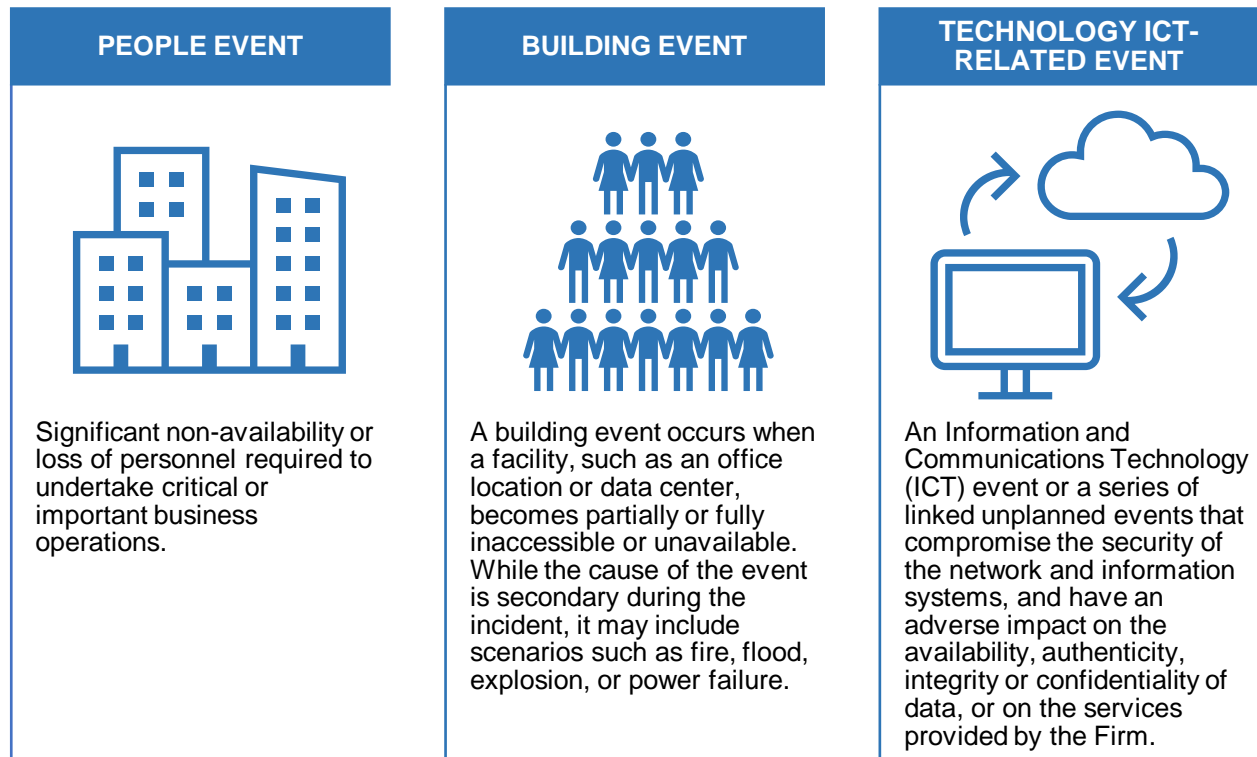 PEOPLE EVENT
Significant non-availability or
loss of personnel required to
undertake critical or
important business
operations.
BUILDING EVENT
A building event occurs when
a facility, such as an office
location or data center,
becomes partially or fully
inaccessible or unavailable.
While the cause of the event
is secondary during the
incident, it may include
scenarios such as fire, flood,
explosion, or power failure.
TECHNOLOGY ICT-
RELATED EVENT
An Information and
Communications Technology
(ICT) event or a series of
linked unplanned events that
compromise the security of
the network and information
systems, and have an
adverse impact on the
availability, authenticity,
integrity or confidentiality of
data, or on the services
provided by the Firm.